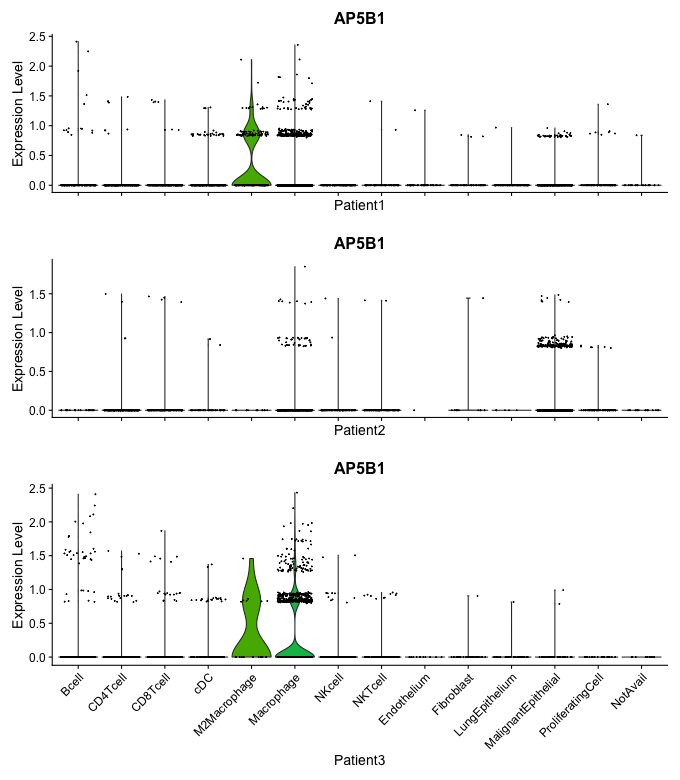 AP5B1
Expression Level
2.5
2.0
1.5
1.0
0.5
0.0
Patient1
AP5B1
Expression Level
1.5
1.0
0.5
0.0
Patient2
AP5B1
Expression Level
2.5
2.0
1.5
1.0
0.5
0.0
Bcell
CD4Tcell
CD8Tcell
cDC
M2Macrophage
Macrophage
NKcell
NKTcell
Endothelium
Fibroblast
LungEpithelium
MalignantEpithelial
ProliferatingCell
NotAvail
Patient3